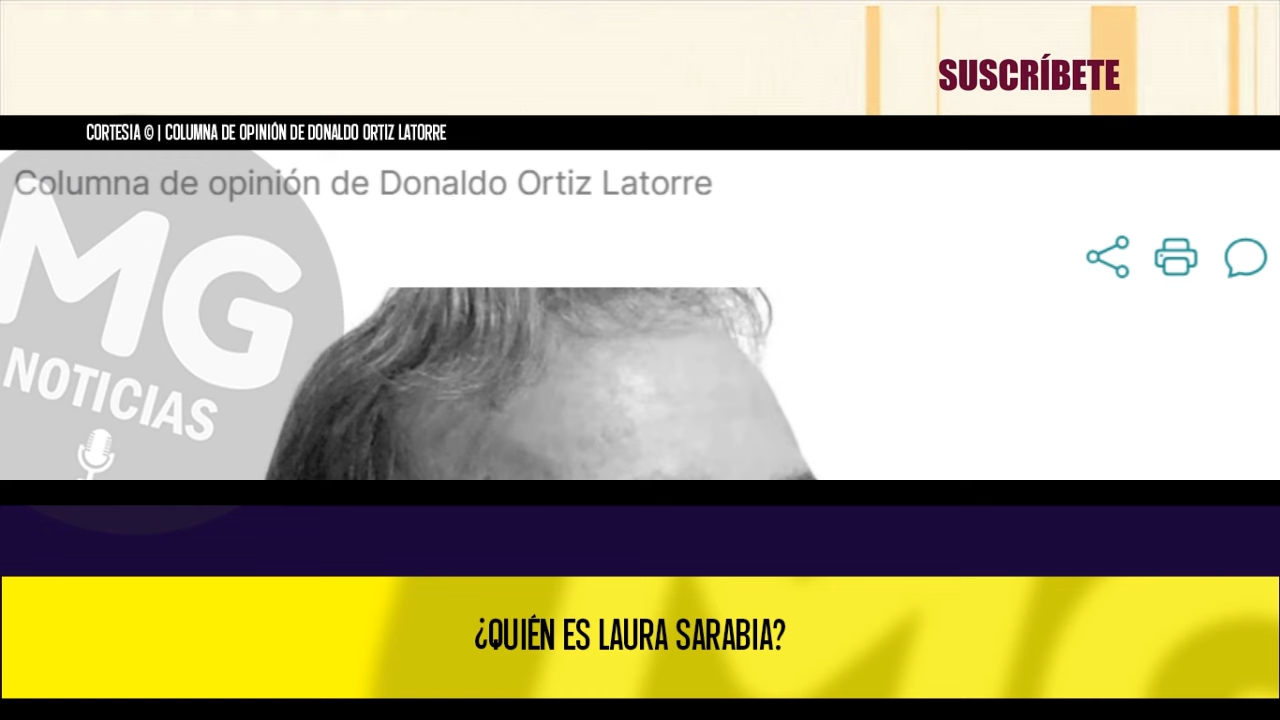 SUSCRÍBETE
CORTESIA © | COLUMNA DE OPINIÓN DE DONALDO ORTIZ LATORRE
Columna de opinión de Donaldo Ortiz Latorre
MG
NOTICIAS
¿QUIÉN ES LAURA SARABIA?
MG